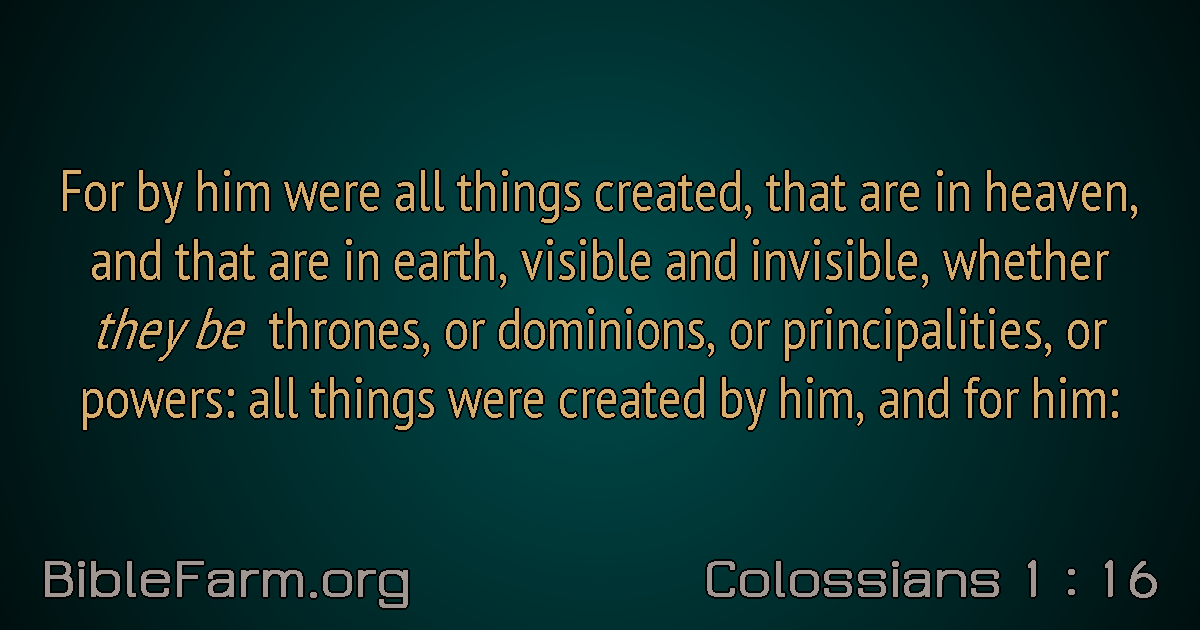 For by him were all things created, that are in heaven,
and that are in earth, visible and invisible, whether
they be thrones, or dominions, or principalities, or
powers: all things were created by him, and for him:
BibleFarm.org
Colossians 1 : 16